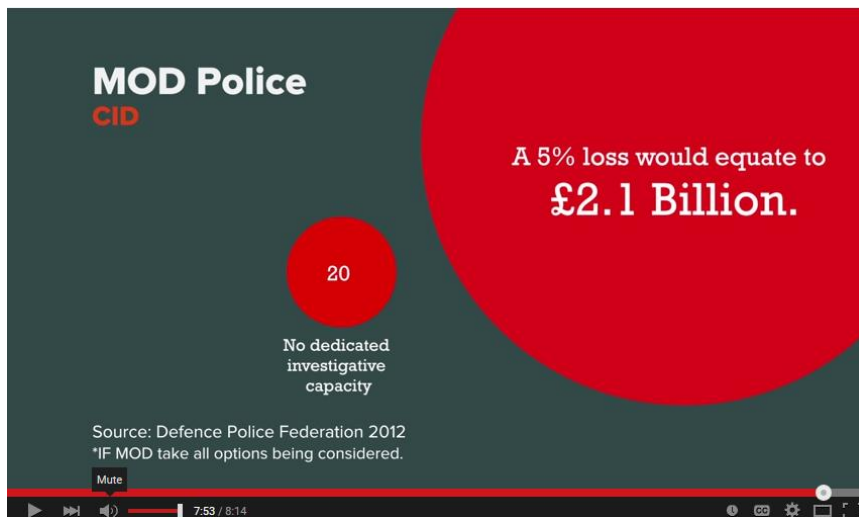 MOD Police
CID
A 5% loss would equate to
£2.1 Billion.
20
No dedicated
investigative
capacity
Source: Defence Police Federation 2012
*IF MOD take all options being considered.
Mute
7:53 / 8:14
CC